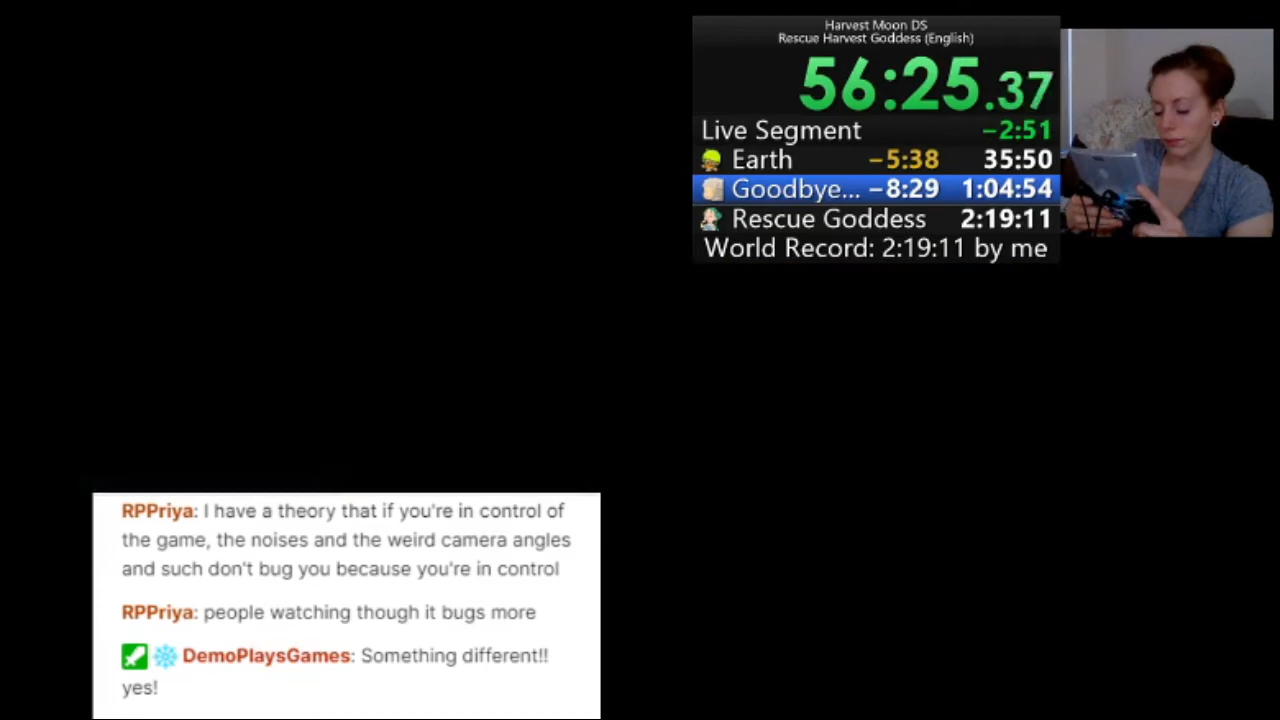 Harvest Moon DS
Rescue Harvest Goddess (English)
56:25.37
Live Segment −2:51
Earth −5:38 35:50
Goodbye... −8:29 1:04:54
Rescue Goddess 2:19:11
World Record: 2:19:11 by me
RPPriya: I have a theory that if you're in control of
the game, the noises and the weird camera angles
and such don't bug you because you're in control
RPPriya: people watching though it bugs more
DemoPlaysGames: Something different!!
yes!